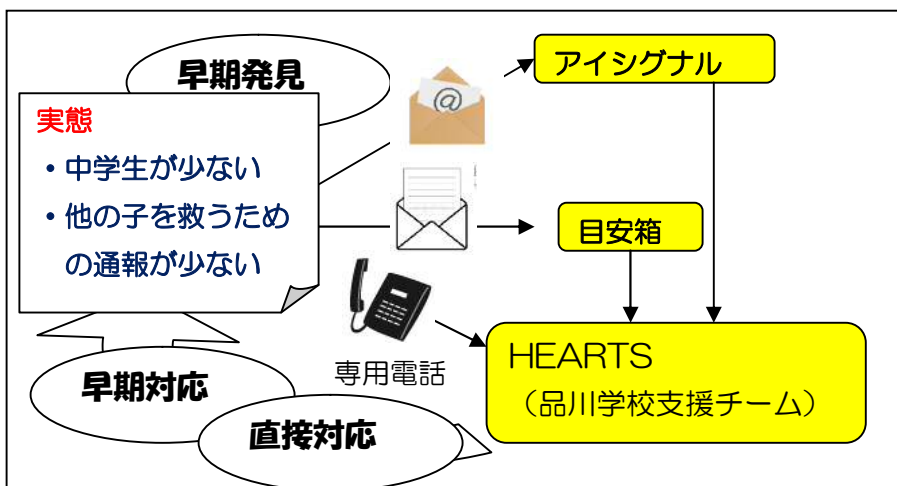 早期発見
アイシグナル
@
実態
・中学生が少ない
・他の子を救うため
の通報が少ない
目安箱
専用電話
HEARTS
（品川学校支援チーム）
早期対応
直接対応